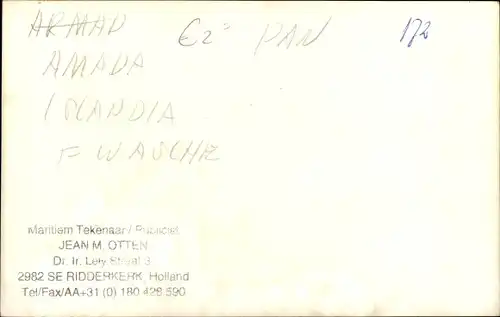 ARMAD €2= PAN 172
AMADA
ISLANDIA
F WASCHE
Maritiem Tekenaar / Publicist
JEAN M. OTTEN
Dr. Ir. Lely Straat 3
2982 SE RIDDERKERK, Holland
Tel/Fax/AA+31 (0) 180 426 590